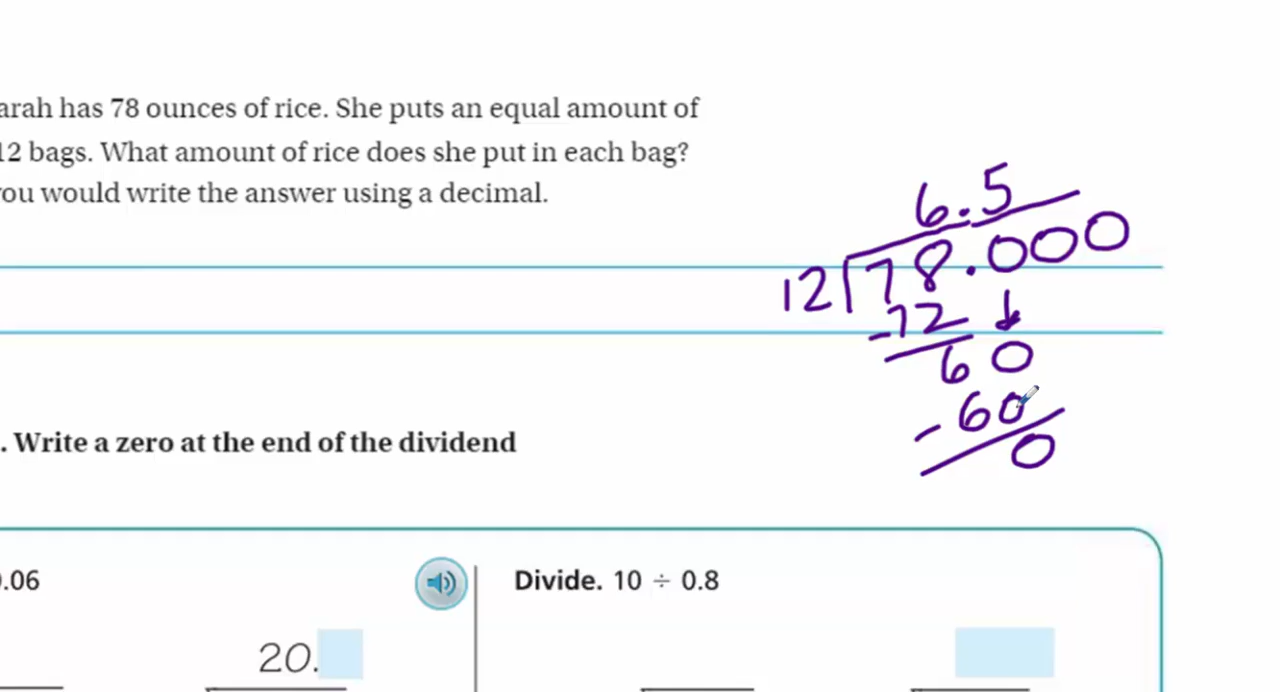 arah has 78 ounces of rice. She puts an equal amount of
12 bags. What amount of rice does she put in each bag?
ou would write the answer using a decimal.
6.5
12 78.000
-72
60
-60
0
. Write a zero at the end of the dividend
.06
Divide. 10 ÷ 0.8
20.